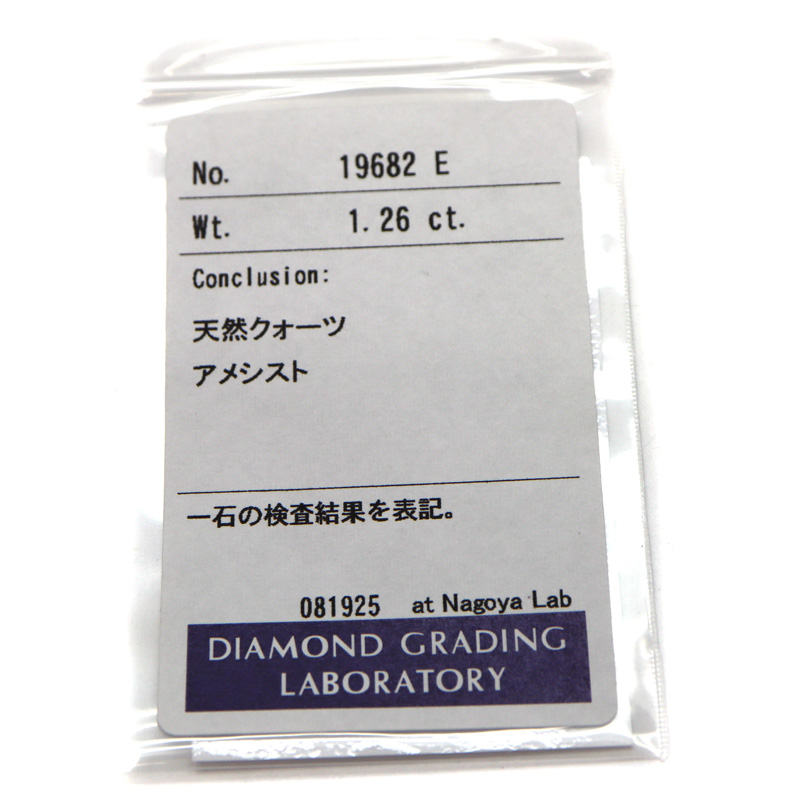 No. 19682 E
Wt. 1.26 ct.
Conclusion:
天然クォーツ
アメシスト
一石の検査結果を表記。
081925 at Nagoya Lab
DIAMOND GRADING
LABORATORY